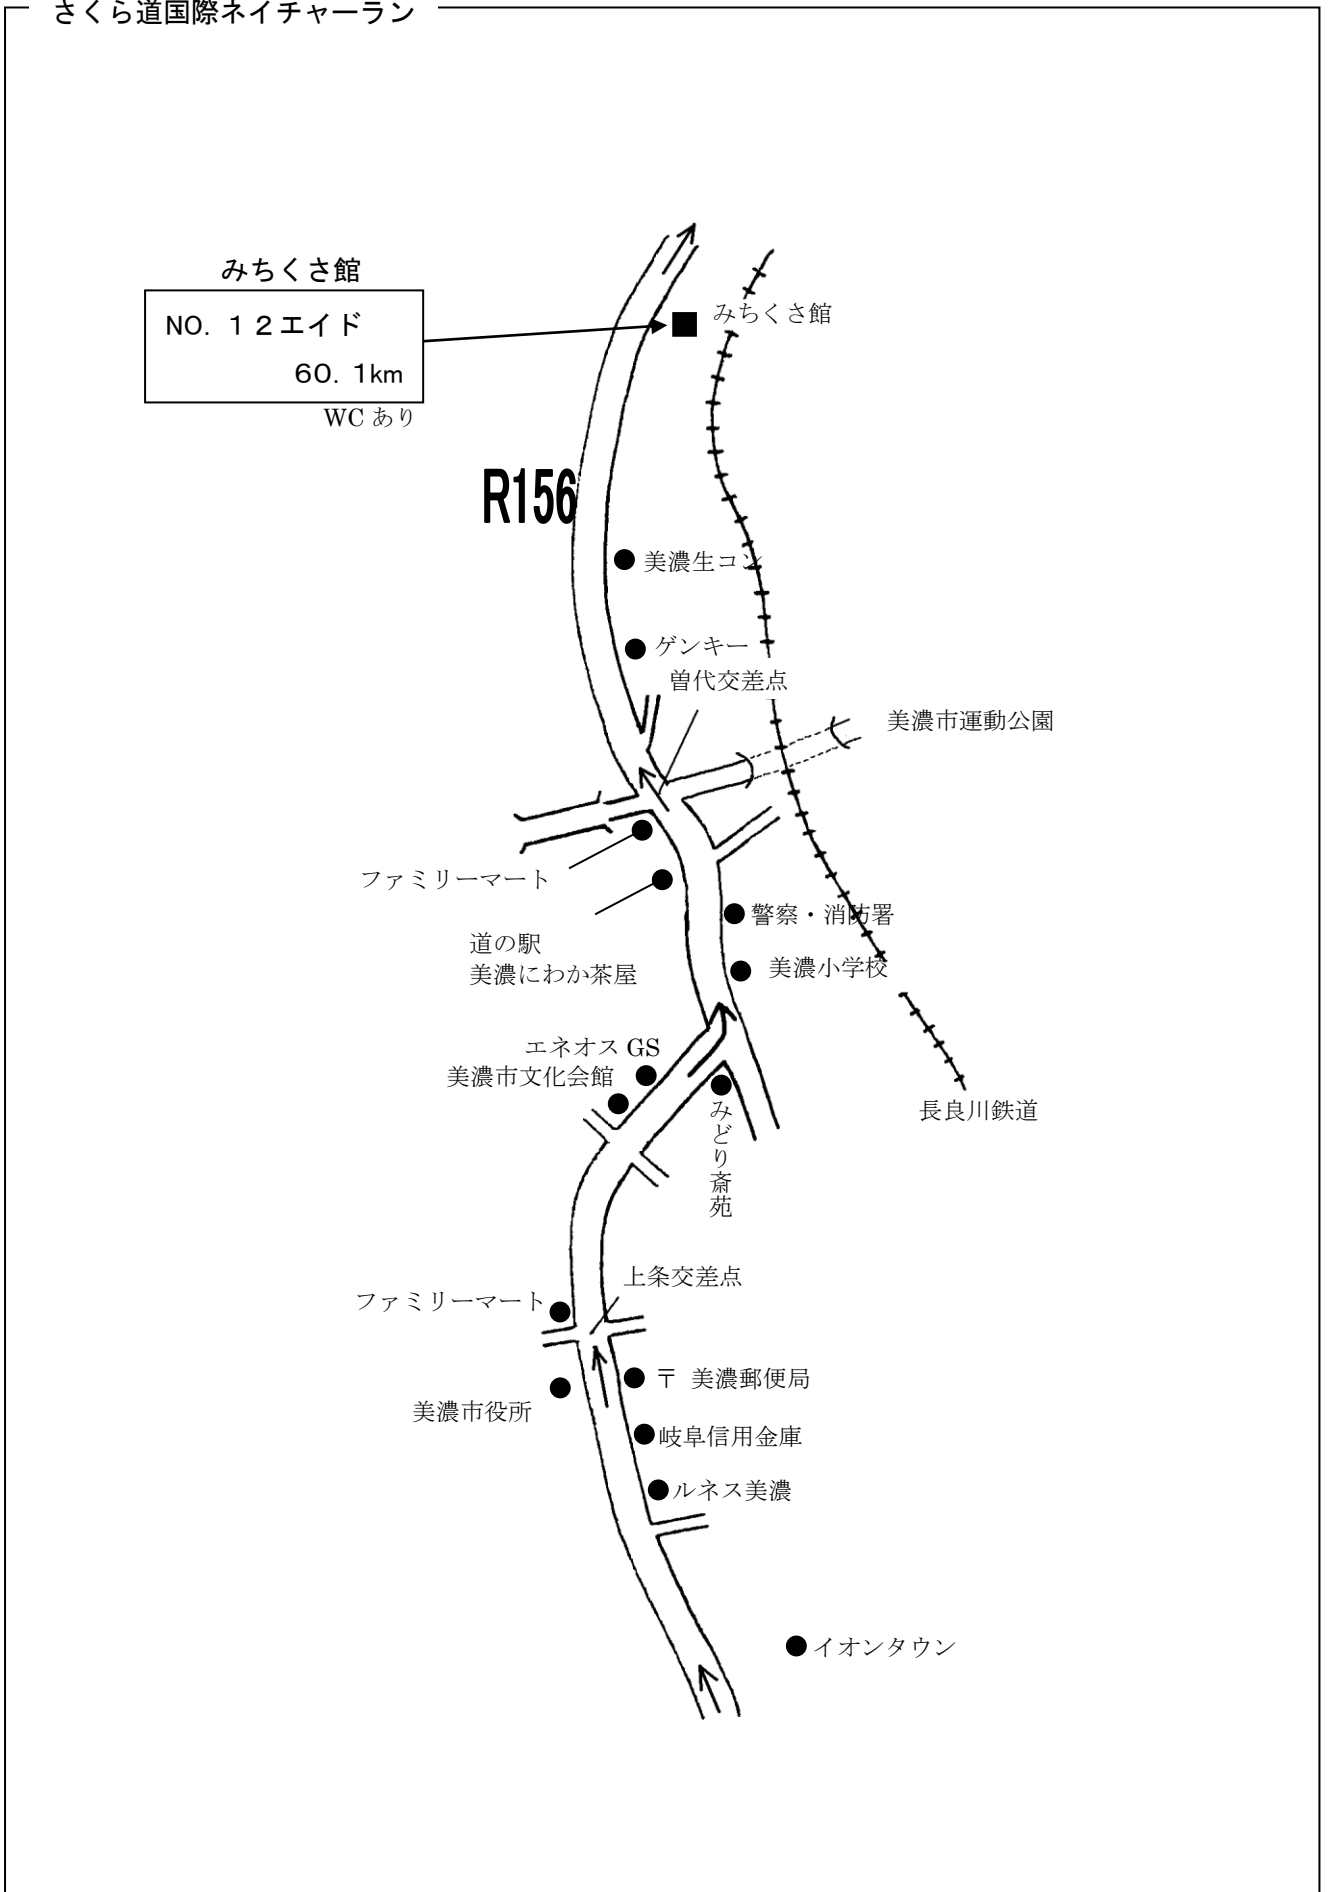 さくら道国際ネイチャーラン
みちくさ館
NO. 12エイド
60. 1km
WC あり
みちくさ館
R156
美濃生コン
ゲンキー
曽代交差点
美濃市運動公園
ファミリーマート
道の駅
美濃にわか茶屋
警察・消防署
美濃小学校
エネオス GS
美濃市文化会館
みどり斎苑
長良川鉄道
上条交差点
ファミリーマート
〒 美濃郵便局
美濃市役所
岐阜信用金庫
ルネス美濃
イオンタウン